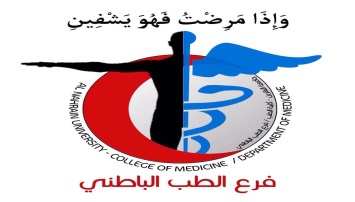 وَإِذَا مَرِضْتُ فَهُوَ يَشْفِينِ
AL NAHRAIN UNIVERSITY - COLLEGE OF MEDICINE / DEPARTMENT OF MEDICINE
فرع الطب الباطني